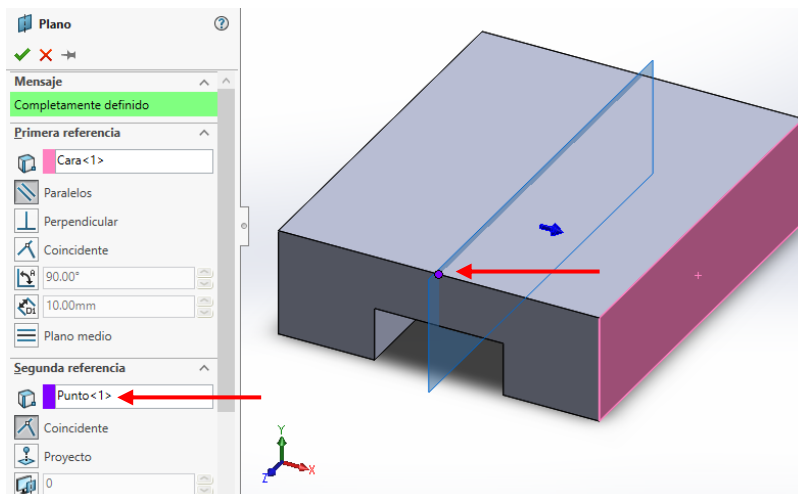 Plano
Mensaje
Completamente definido
Primera referencia
Cara<1>
Paralelos
Perpendicular
Coincidente
90.00°
10.00mm
Plano medio
Segunda referencia
Punto<1>
Coincidente
Proyecto
0
Y
X
Z